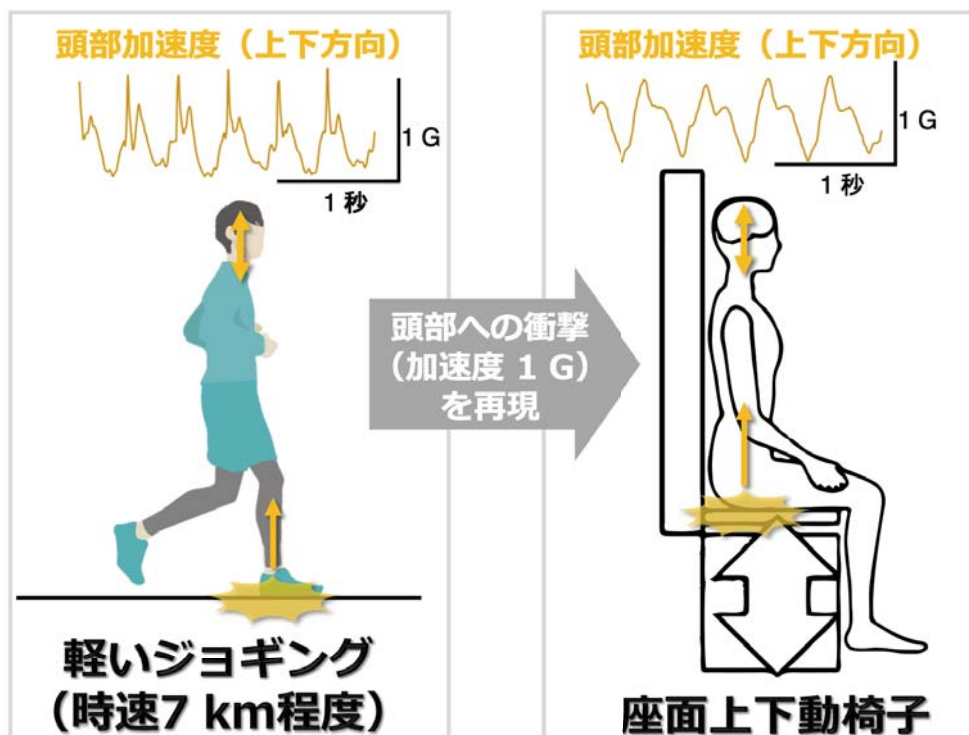 頭部加速度（上下方向）
1 G
1 秒
軽いジョギング
（時速7 km程度）
頭部への衝撃
（加速度 1 G）
を再現
頭部加速度（上下方向）
1 G
1 秒
座面上下動椅子